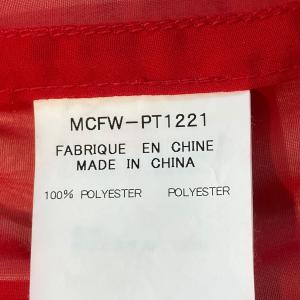 MCFW-PT1221
FABRIQUE EN CHINE
MADE IN CHINA
100% POLYESTER POLYESTER